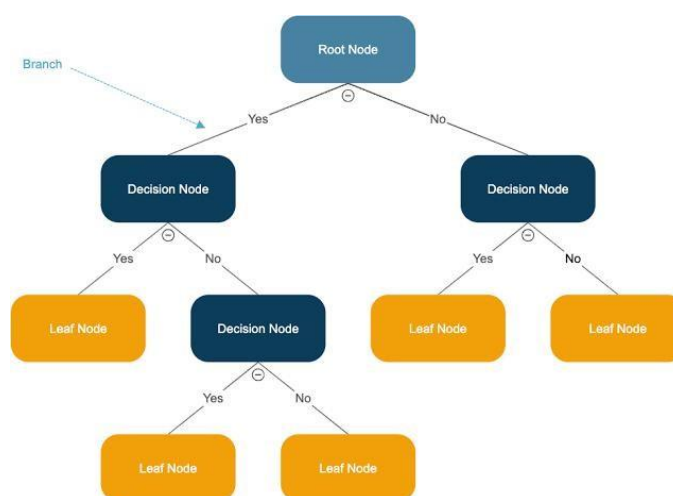 Root Node
Branch
Yes
No
Decision Node
Decision Node
Yes
No
Yes
No
Leaf Node
Decision Node
Leaf Node
Leaf Node
Yes
No
Leaf Node
Leaf Node